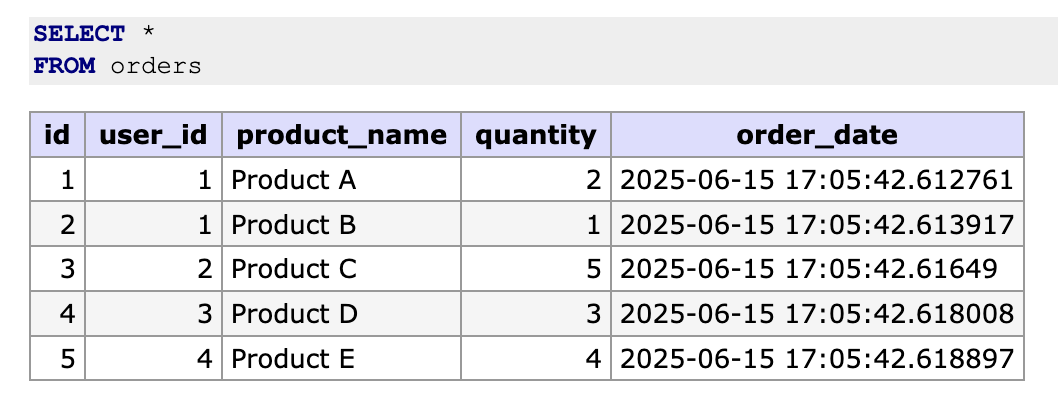 SELECT *
FROM orders
id user_id product_name quantity order_date
1 1 Product A 2 2025-06-15 17:05:42.612761
2 1 Product B 1 2025-06-15 17:05:42.613917
3 2 Product C 5 2025-06-15 17:05:42.61649
4 3 Product D 3 2025-06-15 17:05:42.618008
5 4 Product E 4 2025-06-15 17:05:42.618897